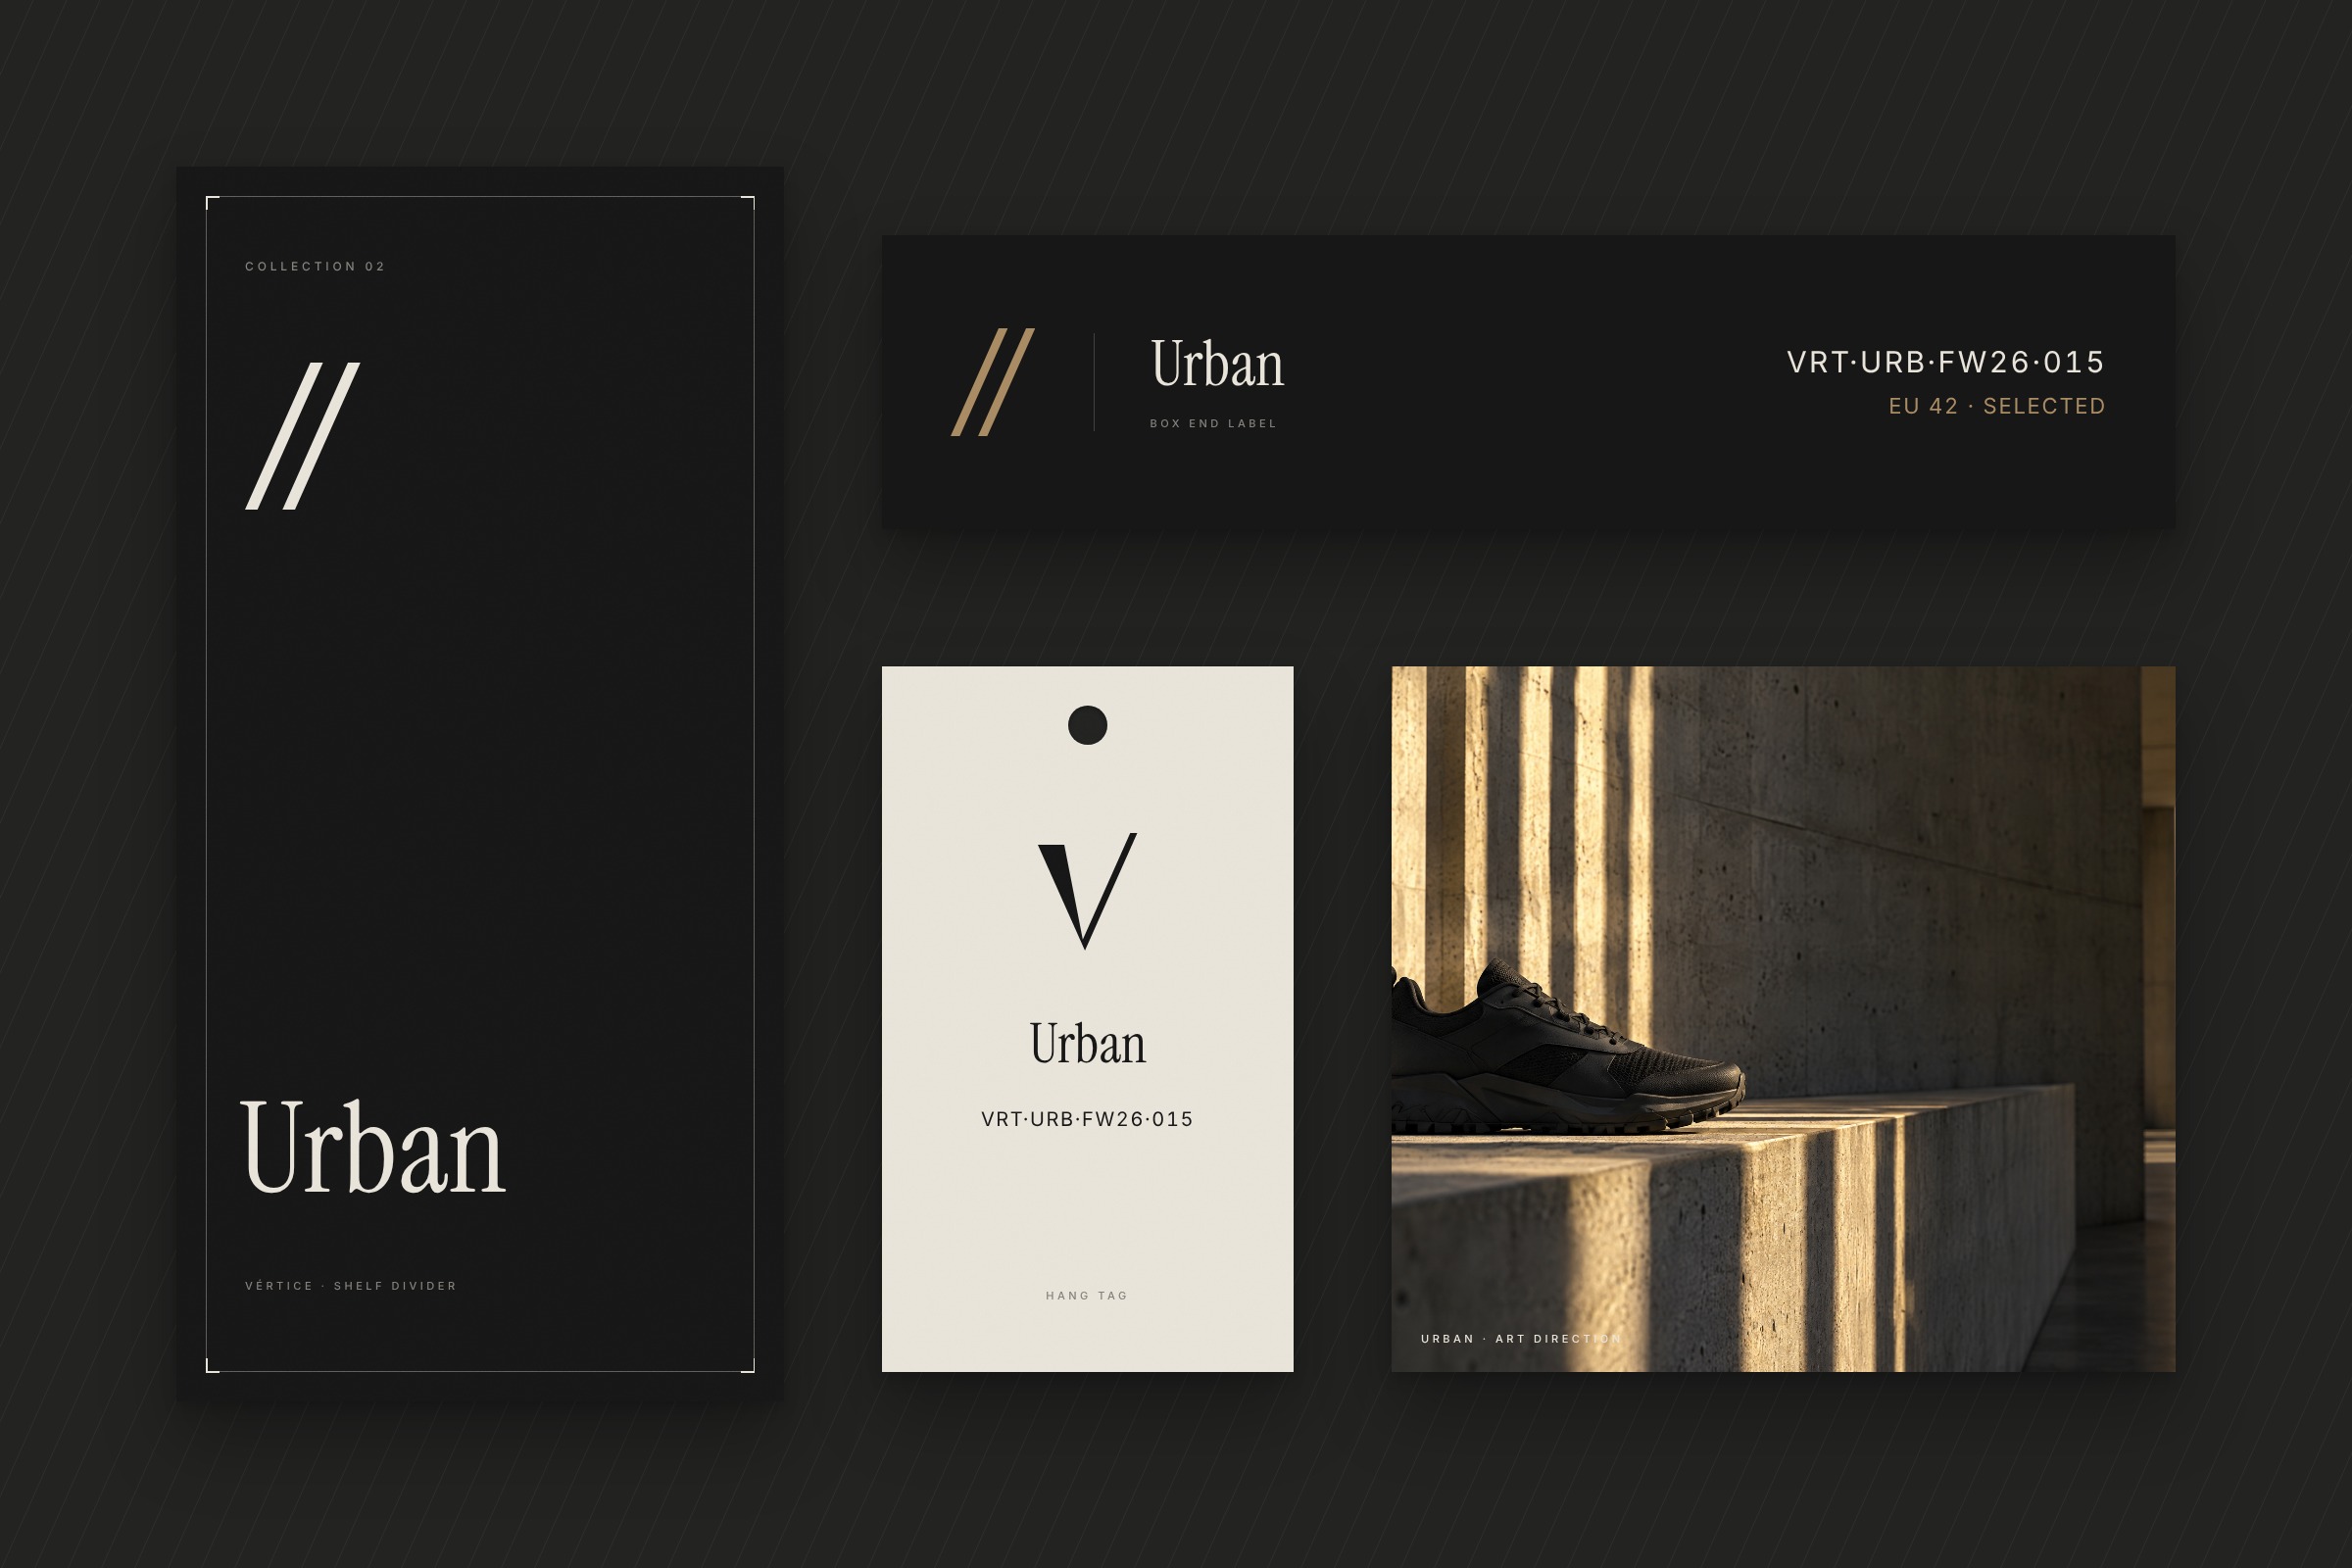 COLLECTION 02
Urban
VÉRTICE · SHELF DIVIDER
Urban
BOX END LABEL
VRT·URB·FW26·015
EU 42 · SELECTED
V
Urban
VRT·URB·FW26·015
HANG TAG
URBAN · ART DIRECTION